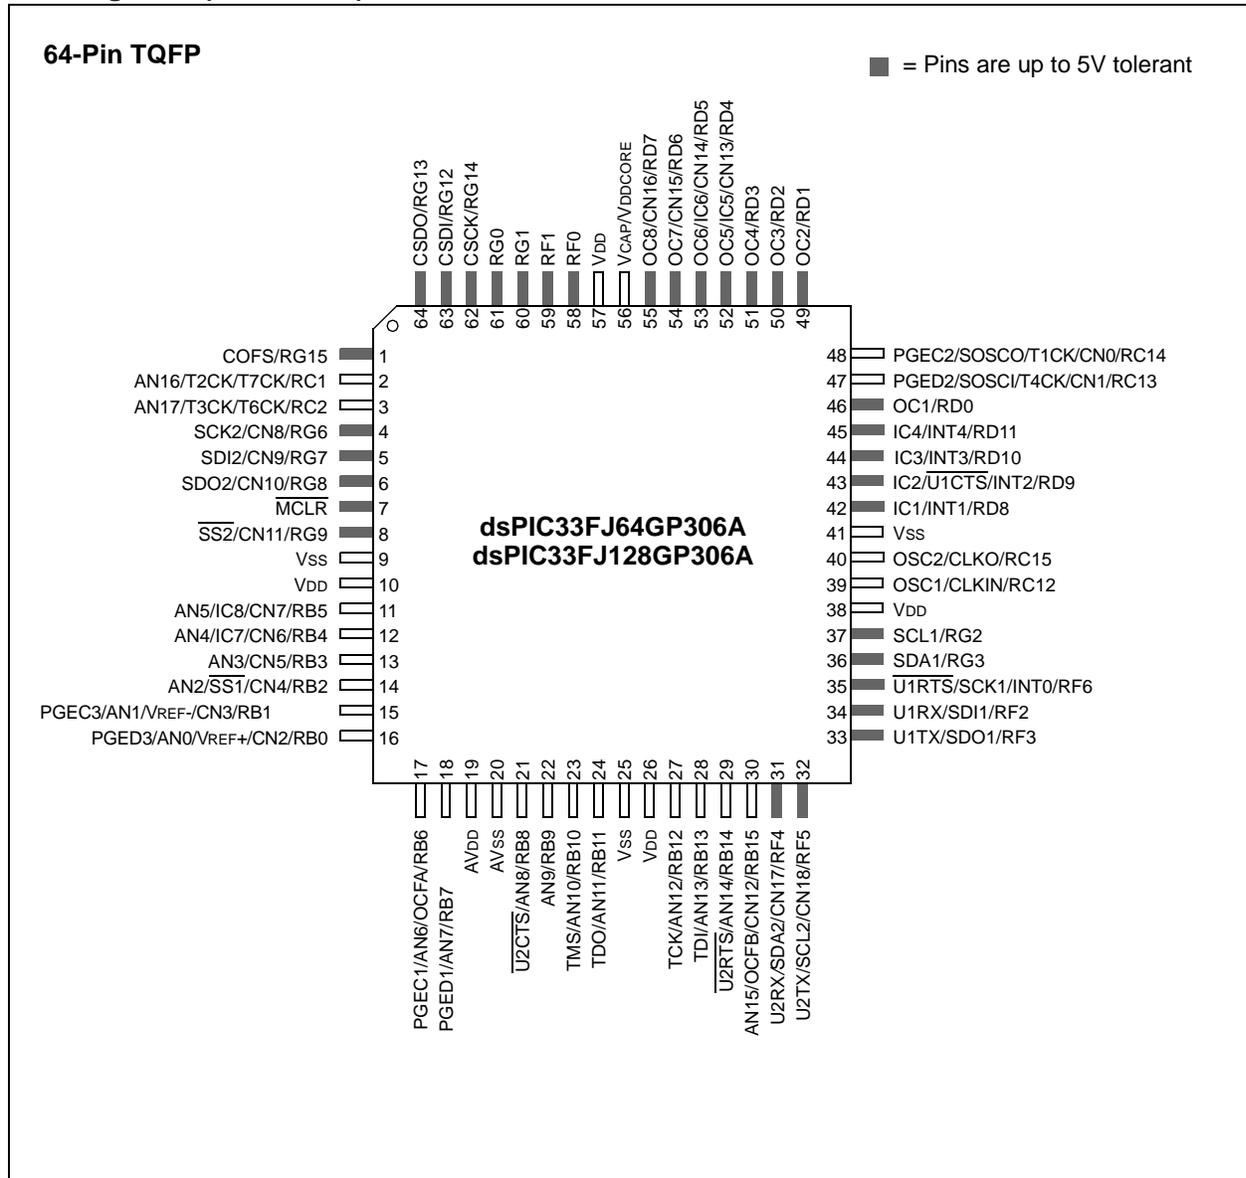 64-Pin TQFP
= Pins are up to 5V tolerant
CSDO/RG13
CSDI/RG12
CSCK/RG14
RG0
RG1
RF1
RF0
VDD
VCAP/VDDCORE
OC8/CN16/RD7
OC7/CN15/RD6
OC6/IC6/CN14/RD5
OC5/IC5/CN13/RD4
OC4/RD3
OC3/RD2
OC2/RD1
64
63
62
61
60
59
58
57
56
55
54
53
52
51
50
49
COFS/RG15 1
AN16/T2CK/T7CK/RC1 2
AN17/T3CK/T6CK/RC2 3
SCK2/CN8/RG6 4
SDI2/CN9/RG7 5
SDO2/CN10/RG8 6
MCLR 7
SS2/CN11/RG9 8
VSS 9
VDD 10
AN5/IC8/CN7/RB5 11
AN4/IC7/CN6/RB4 12
AN3/CN5/RB3 13
AN2/SS1/CN4/RB2 14
PGEC3/AN1/VREF-/CN3/RB1 15
PGED3/AN0/VREF+/CN2/RB0 16
dsPIC33FJ64GP306A
dsPIC33FJ128GP306A
48 PGEC2/SOSCO/T1CK/CN0/RC14
47 PGED2/SOSCI/T4CK/CN1/RC13
46 OC1/RD0
45 IC4/INT4/RD11
44 IC3/INT3/RD10
43 IC2/U1CTS/INT2/RD9
42 IC1/INT1/RD8
41 VSS
40 OSC2/CLKO/RC15
39 OSC1/CLKIN/RC12
38 VDD
37 SCL1/RG2
36 SDA1/RG3
35 U1RTS/SCK1/INT0/RF6
34 U1RX/SDI1/RF2
33 U1TX/SDO1/RF3
17
18
19
20
21
22
23
24
25
26
27
28
29
30
31
32
PGEC1/AN6/OCFA/RB6
PGED1/AN7/RB7
AVDD
AVSS
U2CTS/AN8/RB8
AN9/RB9
TMS/AN10/RB10
TDO/AN11/RB11
VSS
VDD
TCK/AN12/RB12
TDI/AN13/RB13
U2RTS/AN14/RB14
AN15/OCFB/CN12/RB15
U2RX/SDA2/CN17/RF4
U2TX/SCL2/CN18/RF5